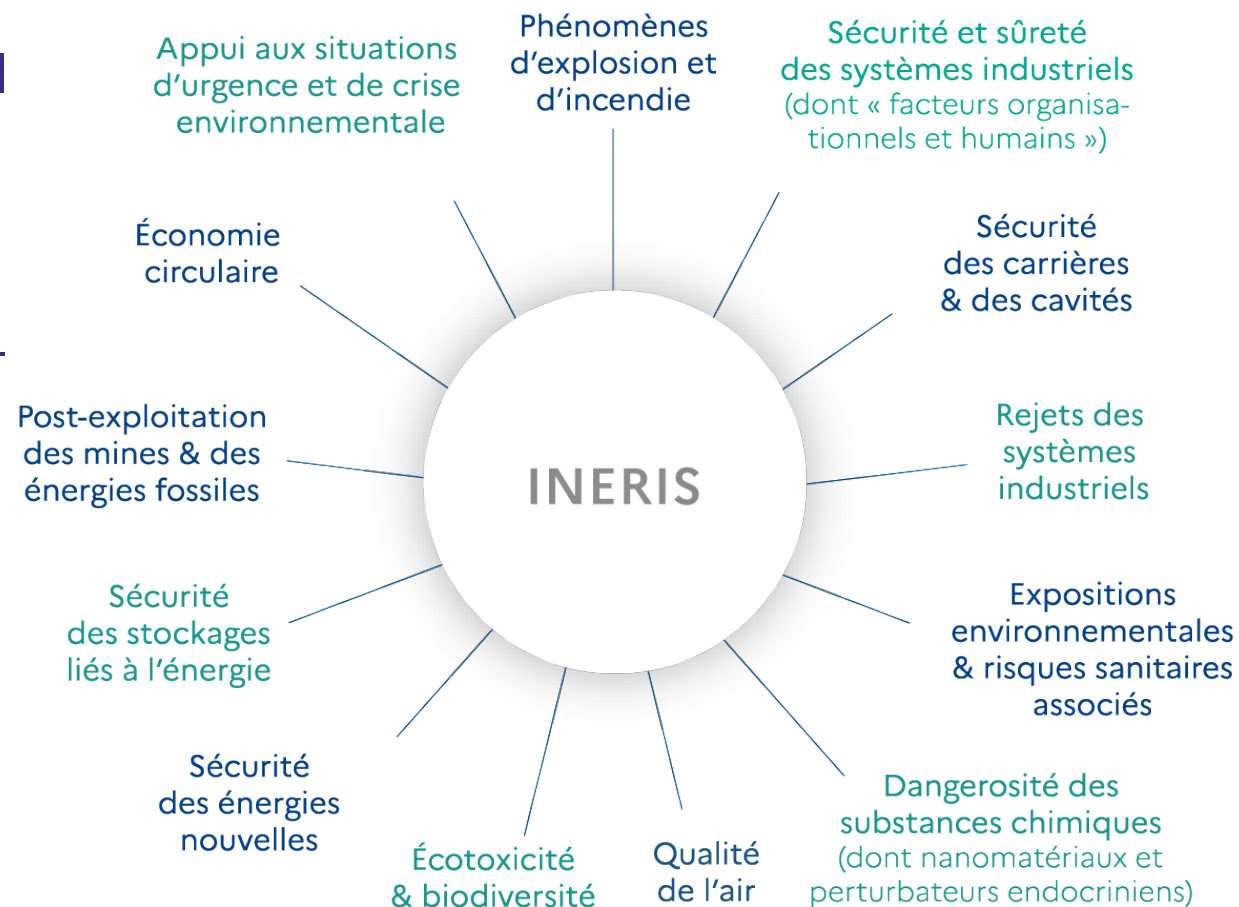 Phénomènes
d'explosion et
d'incendie
Sécurité et sûreté
des systèmes industriels
(dont « facteurs organisa-
tionnels et humains »)
Sécurité
des carrières
& des cavités
Rejets des
systèmes
industriels
Expositions
environnementales
& risques sanitaires
associés
Dangerosité des
substances chimiques
(dont nanomatériaux et
perturbateurs endocriniens)
Qualité
de l'air
Écotoxicité
& biodiversité
Sécurité
des énergies
nouvelles
Sécurité
des stockages
liés à l'énergie
Post-exploitation
des mines & des
énergies fossiles
Économie
circulaire
Appui aux situations
d'urgence et de crise
environnementale
INERIS